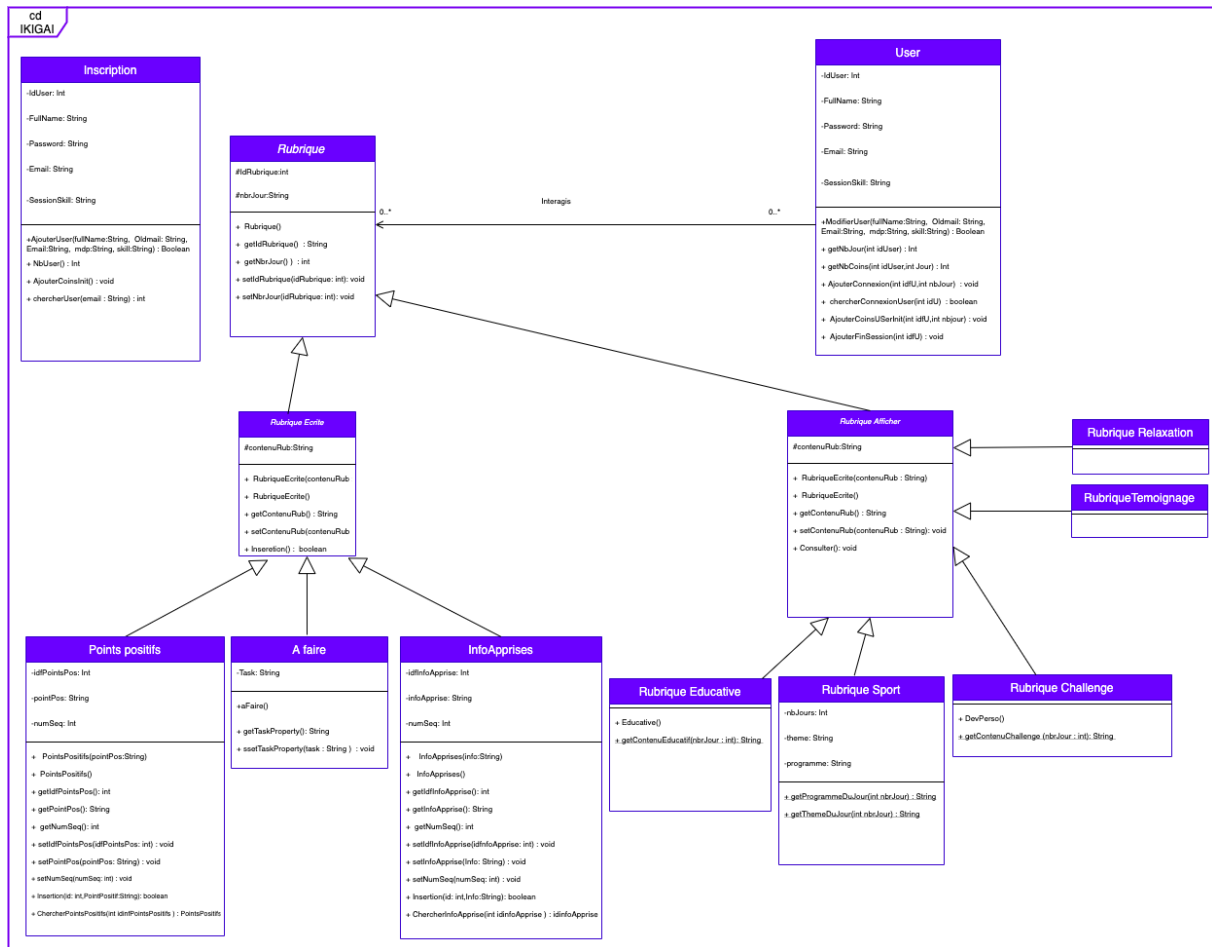 cd
IKIGAI
Inscription
-IdUser: Int
-FullName: String
-Password: String
-Email: String
-SessionSkill: String
+AjouterUser(fullName:String, Oldmail: String,
Email:String, mdp:String, skill:String) : Boolean
+ NbUser() : Int
+ AjouterCoinsInit() : void
+ chercherUser(email : String) : int
Rubrique
#IdRubrique:int
#nbrJour:String
+ Rubrique()
+ getIdRubrique() : String
+ getNbrJour() ) : int
+ setIdRubrique(idRubrique: int): void
+ setNbrJour(idRubrique: int): void
0..*
Interagis
0..*
User
-IdUser: Int
-FullName: String
-Password: String
-Email: String
-SessionSkill: String
+ModifierUser(fullName:String, Oldmail: String,
Email:String, mdp:String, skill:String) : Boolean
+ getNbJour(int idUser) : Int
+ getNbCoins(int idUser,int Jour) : Int
+ AjouterConnexion(int idfU,int nbJour) : void
+ chercherConnexionUser(int idU) : boolean
+ AjouterCoinsUSerInit(int idfU,int nbjour) : void
+ AjouterFinSession(int idfU) : void
Rubrique Ecrite
#contenuRub:String
+ RubriqueEcrite(contenuRub
+ RubriqueEcrite()
+ getContenuRub() : String
+ setContenuRub(contenuRub
+ Inseretion() : boolean
Rubrique Afficher
#contenuRub:String
+ RubriqueEcrite(contenuRub : String)
+ RubriqueEcrite()
+ getContenuRub() : String
+ setContenuRub(contenuRub : String): void
+ Consulter(): void
Rubrique Relaxation
RubriqueTemoignage
Points positifs
-idfPointsPos: Int
-pointPos: String
-numSeq: Int
+ PointsPositifs(pointPos:String)
+ PointsPositifs()
+ getIdfPointsPos(): int
+ getPointPos(): String
+ getNumSeq(): int
+ setIdfPointsPos(idfPointsPos: int) : void
+ setPointPos(pointPos: String) : void
+ setNumSeq(numSeq: int) : void
+ Insertion(id: int,PointPositif:String): boolean
+ ChercherPointsPositifs(int idinfPointsPositifs ) : PointsPositifs
A faire
-Task: String
+aFaire()
+ getTaskProperty(): String
+ ssetTaskProperty(task : String ) : void
InfoApprises
-idfInfoApprise: Int
-infoApprise: String
-numSeq: Int
+ InfoApprises(info:String)
+ InfoApprises()
+ getIdfInfoApprise(): int
+ getInfoApprise(): String
+ getNumSeq(): int
+ setIdfInfoApprise(idfnfoApprise: int) : void
+ setInfoApprise(Info: String) : void
+ setNumSeq(numSeq: int) : void
+ Insertion(id: int,Info:String): boolean
+ ChercherInfoApprise(int idinfoApprise ) : idinfoApprise
Rubrique Educative
+ Educative()
+ getContenuEducatif(nbrJour : int): String
Rubrique Sport
-nbJours: Int
-theme: String
-programme: String
+ getProgrammeDuJour(int nbrJour) : String
+ getThemeDuJour(int nbrJour) : String
Rubrique Challenge
+ DevPerso()
+ getContenuChallenge (nbrJour : int): String